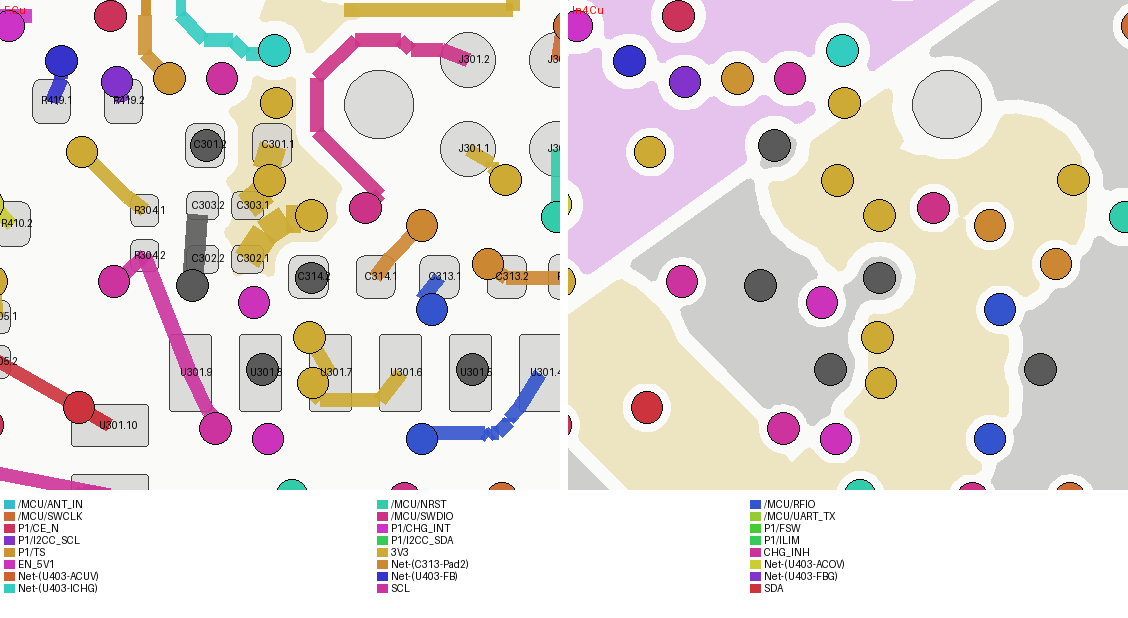 F.Cu
In4.Cu
J301.2
R419.1
R419.2
C301.2
C301.1
J301.1
C303.2
C303.1
R304.1
R410.2
R304.2
C302.2
C302.1
C314.2
C314.1
C313.1
C313.2
U301.9
U301.8
U301.7
U301.6
U301.5
U301.4
U301.10
/MCU/ANT_IN
/MCU/SWCLK
P1/CE_N
P1/I2CC_SCL
P1/TS
EN_5V1
Net-(U403-ACUV)
Net-(U403-ICHG)
/MCU/NRST
/MCU/SWDIO
P1/CHG_INT
P1/I2CC_SDA
3V3
Net-(C313-Pad2)
Net-(U403-FB)
SCL
/MCU/RFIO
/MCU/UART_TX
P1/FSW
P1/ILIM
CHG_INH
Net-(U403-ACOV)
Net-(U403-FBG)
SDA